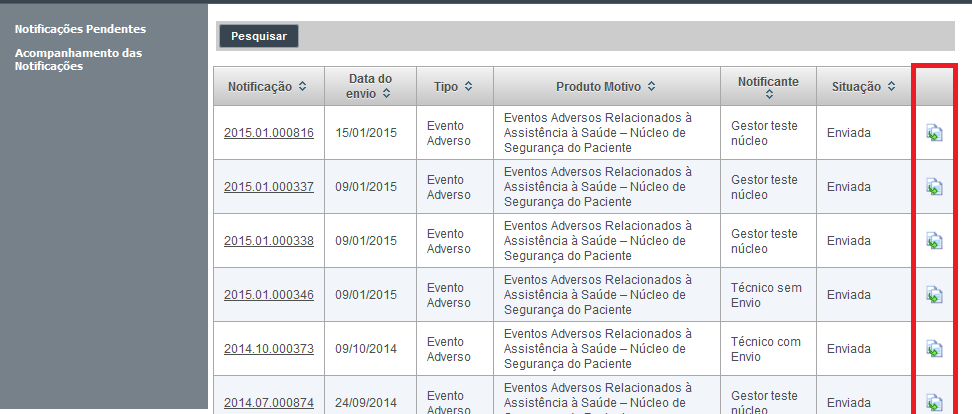 Notificações Pendentes
Acompanhamento das
Notificações
Pesquisar
Notificação
Data do
envio
Tipo
Produto Motivo
Notificante
Situação
2015.01.000816
15/01/2015
Evento
Adverso
Eventos Adversos Relacionados à
Assistência à Saúde – Núcleo de
Segurança do Paciente
Gestor teste
núcleo
Enviada
2015.01.000337
09/01/2015
Evento
Adverso
Eventos Adversos Relacionados à
Assistência à Saúde – Núcleo de
Segurança do Paciente
Gestor teste
núcleo
Enviada
2015.01.000338
09/01/2015
Evento
Adverso
Eventos Adversos Relacionados à
Assistência à Saúde – Núcleo de
Segurança do Paciente
Gestor teste
núcleo
Enviada
2015.01.000346
09/01/2015
Evento
Adverso
Eventos Adversos Relacionados à
Assistência à Saúde – Núcleo de
Segurança do Paciente
Técnico sem
Envio
Enviada
2014.10.000373
09/10/2014
Evento
Adverso
Eventos Adversos Relacionados à
Assistência à Saúde – Núcleo de
Segurança do Paciente
Técnico com
Envio
Enviada
2014.07.000874
24/09/2014
Evento
Adverso
Eventos Adversos Relacionados à
Assistência à Saúde – Núcleo de
Segurança do Paciente
Técnico com
Envio
Enviada